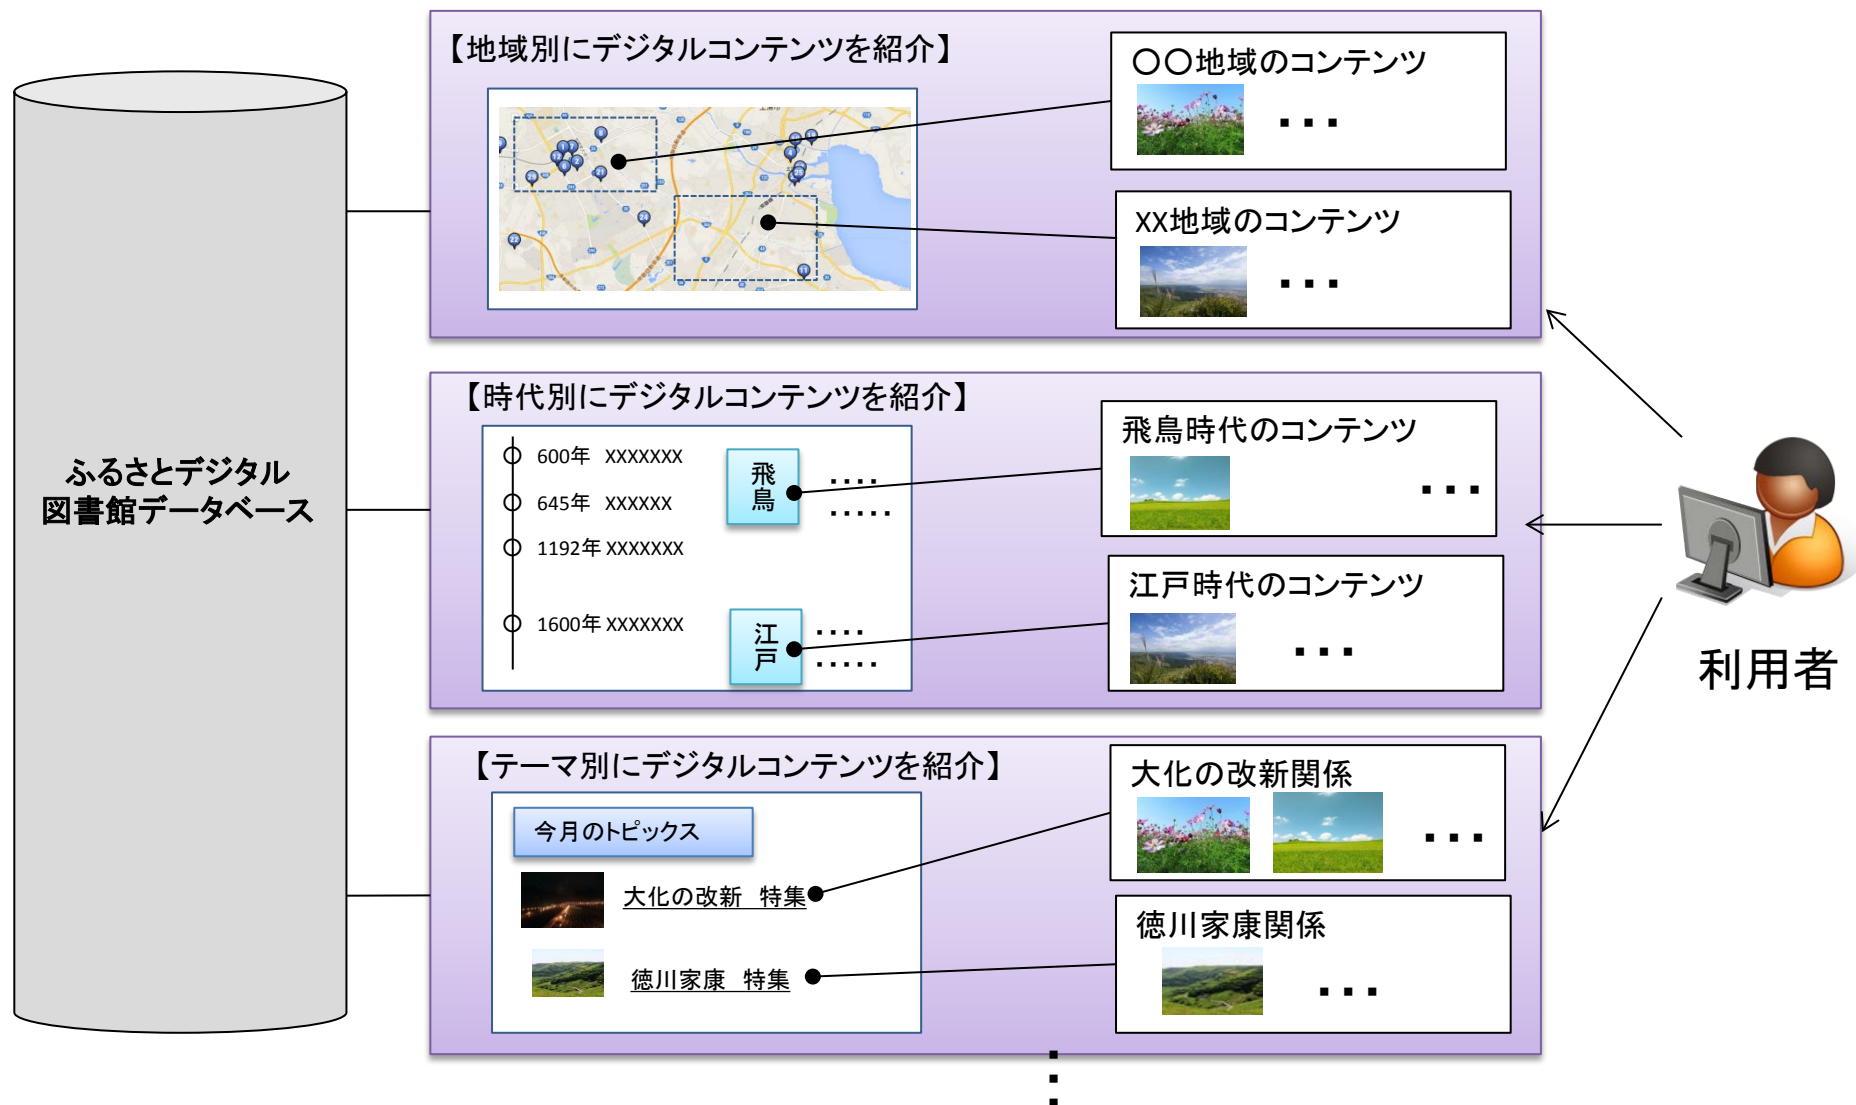 【地域別にデジタルコンテンツを紹介】
〇〇地域のコンテンツ
・・・
XX地域のコンテンツ
・・・
ふるさとデジタル
図書館データベース
【時代別にデジタルコンテンツを紹介】
600年 XXXXXXX
645年 XXXXXX
1192年 XXXXXXX
1600年 XXXXXXX
飛鳥
・・・・
・・・・・
江戸
・・・・
・・・・・
飛鳥時代のコンテンツ
・・・
江戸時代のコンテンツ
・・・
利用者
【テーマ別にデジタルコンテンツを紹介】
今月のトピックス
大化の改新　特集
徳川家康　特集
大化の改新関係
・・・
徳川家康関係
・・・